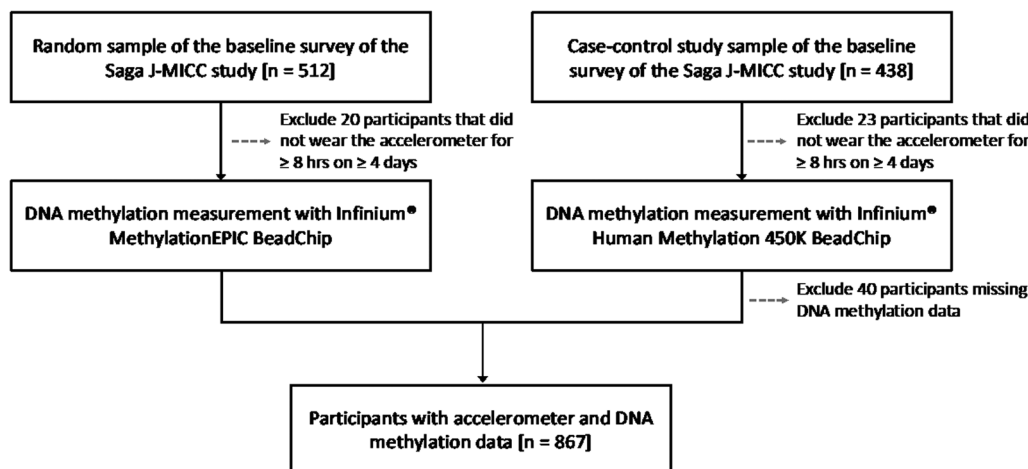 Random sample of the baseline survey of the
Saga J-MICC study [n = 512]
Case-control study sample of the baseline
survey of the Saga J-MICC study [n = 438]
Exclude 20 participants that did
not wear the accelerometer for
≥ 8 hrs on ≥ 4 days
Exclude 23 participants that did
not wear the accelerometer for
≥ 8 hrs on ≥ 4 days
DNA methylation measurement with Infinium®
MethylationEPIC BeadChip
DNA methylation measurement with Infinium®
Human Methylation 450K BeadChip
Exclude 40 participants missing
DNA methylation data
Participants with accelerometer and DNA
methylation data [n = 867]